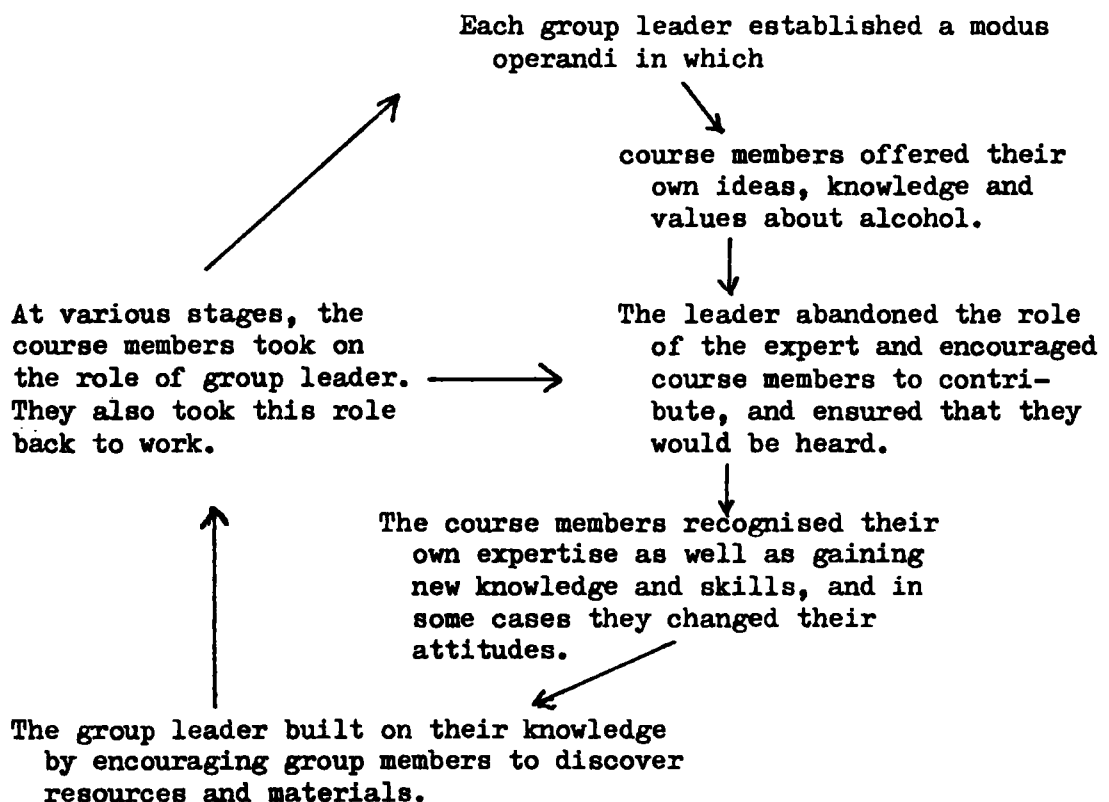 Each group leader established a modus
operandi in which
course members offered their
own ideas, knowledge and
values about alcohol.
The leader abandoned the role
of the expert and encouraged
course members to contri-
bute, and ensured that they
would be heard.
The course members recognised their
own expertise as well as gaining
new knowledge and skills, and in
some cases they changed their
attitudes.
The group leader built on their knowledge
by encouraging group members to discover
resources and materials.
At various stages, the
course members took on
the role of group leader.
They also took this role
back to work.